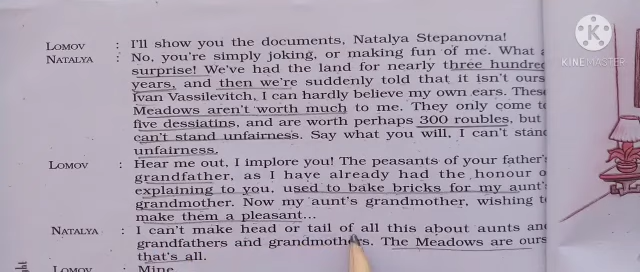 LOMOV : I'll show you the documents, Natalya Stepanovna!
NATALYA : No, you're simply joking, or making fun of me. What a
surprise! We've had the land for nearly three hundred
years, and then we're suddenly told that it isn't ours
Ivan Vassilevitch, I can hardly believe my own ears. These
Meadows aren't worth much to me. They only come to
five dessiatins, and are worth perhaps 300 roubles, but
can't stand unfairness. Say what you will, I can't stand
unfairness.
LOMOV : Hear me out, I implore you! The peasants of your father's
grandfather, as I have already had the honour o
explaining to you, used to bake bricks for my aunt's
grandmother. Now my aunt's grandmother, wishing to
make them a pleasant...
NATALYA : I can't make head or tail of all this about aunts an
grandfathers and grandmothers. The Meadows are ours
that's all.
LOMOV : Mine
KINEMASTER